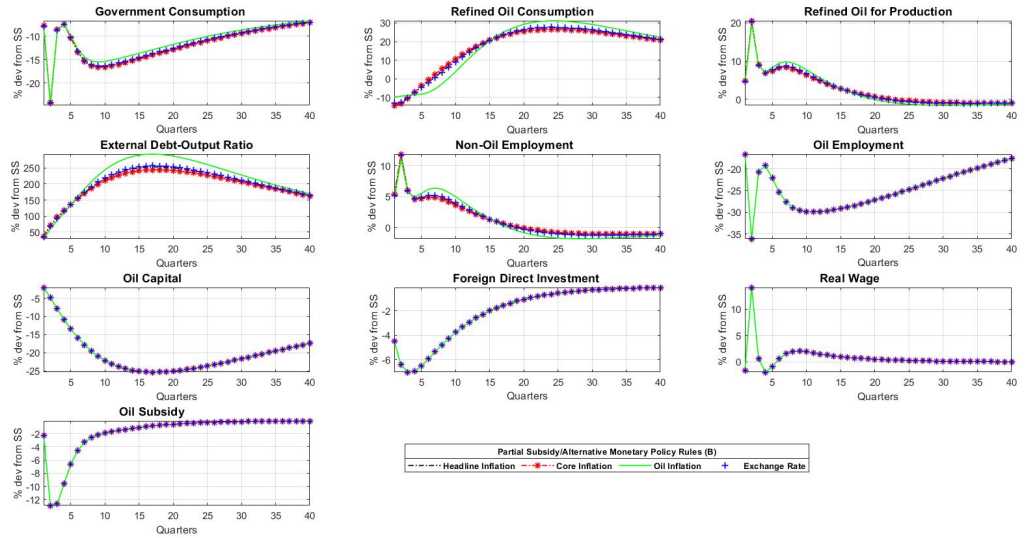 Government Consumption
Refined Oil Consumption
Refined Oil for Production
% dev from SS
-10
-15
-20
5 10 15 20 25 30 35 40
Quarters
% dev from SS
30
20
10
0
-10
5 10 15 20 25 30 35 40
Quarters
% dev from SS
20
10
0
5 10 15 20 25 30 35 40
Quarters
External Debt-Output Ratio
Non-Oil Employment
Oil Employment
% dev from SS
250
200
150
100
50
5 10 15 20 25 30 35 40
Quarters
% dev from SS
10
5
0
5 10 15 20 25 30 35 40
Quarters
% dev from SS
-20
-25
-30
-35
5 10 15 20 25 30 35 40
Quarters
Oil Capital
Foreign Direct Investment
Real Wage
% dev from SS
-5
-10
-15
-20
-25
5 10 15 20 25 30 35 40
Quarters
% dev from SS
-2
-4
-6
5 10 15 20 25 30 35 40
Quarters
% dev from SS
10
5
0
5 10 15 20 25 30 35 40
Quarters
Oil Subsidy
% dev from SS
-2
-4
-6
-8
-10
-12
5 10 15 20 25 30 35 40
Quarters
Partial Subsidy/Alternative Monetary Policy Rules (B)
Headline Inflation Core Inflation Oil Inflation Exchange Rate